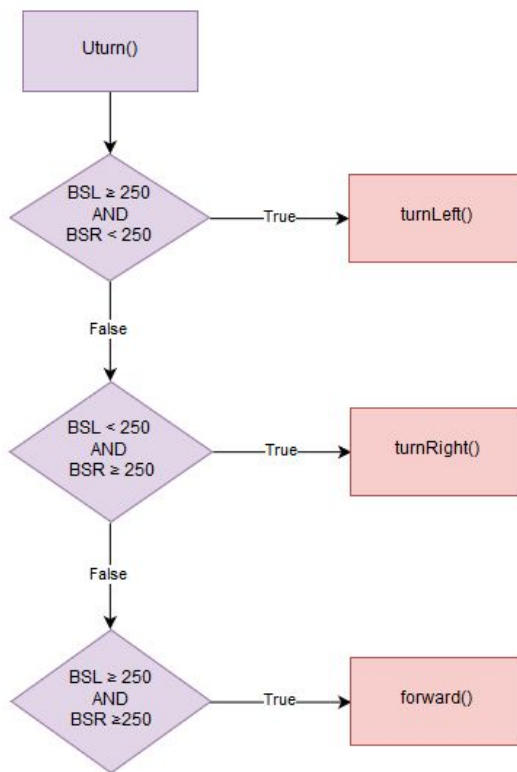 Uturn()
BSL ≥ 250
AND
BSR < 250
True
turnLeft()
False
BSL < 250
AND
BSR ≥ 250
True
turnRight()
False
BSL ≥ 250
AND
BSR ≥250
True
forward()